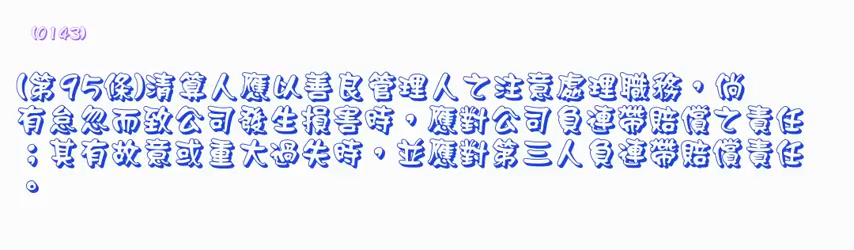 (0143)
(第95條)清算人應以善良管理人之注意處理職務，倘
有怠忽而致公司發生損害時，應對公司負連帶賠償之責任
；其有故意或重大過失時，並應對第三人負連帶賠償責任
。